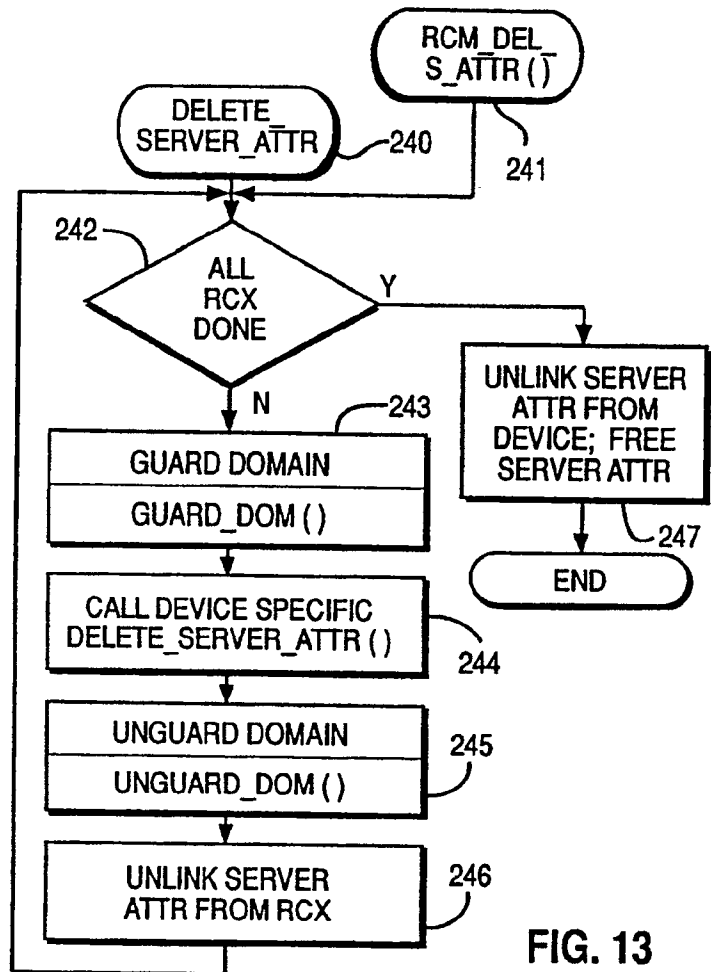 RCM_DEL_
S_ATTR ( )
241
DELETE_
SERVER_ATTR
240
242
ALL
RCX
DONE
Y
N
243
GUARD DOMAIN
GUARD_DOM ( )
UNLINK SERVER
ATTR FROM
DEVICE; FREE
SERVER ATTR
247
END
CALL DEVICE SPECIFIC
DELETE_SERVER_ATTR ( )
244
UNGUARD DOMAIN
UNGUARD_DOM ( )
245
UNLINK SERVER
ATTR FROM RCX
246
FIG. 13